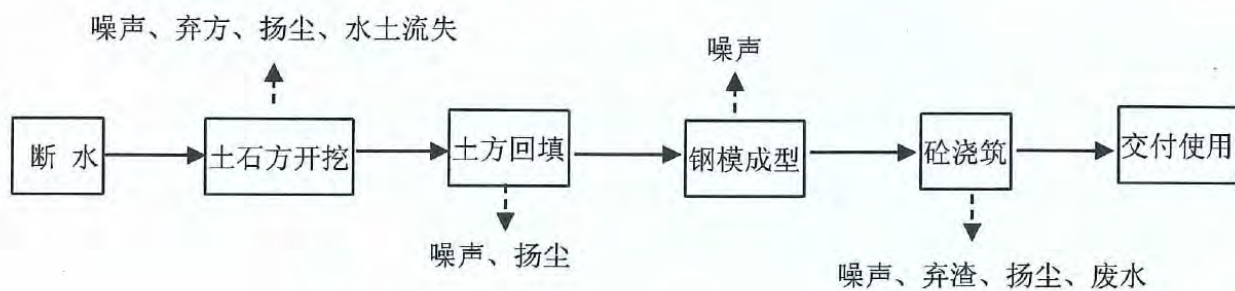 噪声、弃方、扬尘、水土流失
噪声
断 水
土石方开挖
土方回填
钢模成型
砼浇筑
交付使用
噪声、扬尘
噪声、弃渣、扬尘、废水